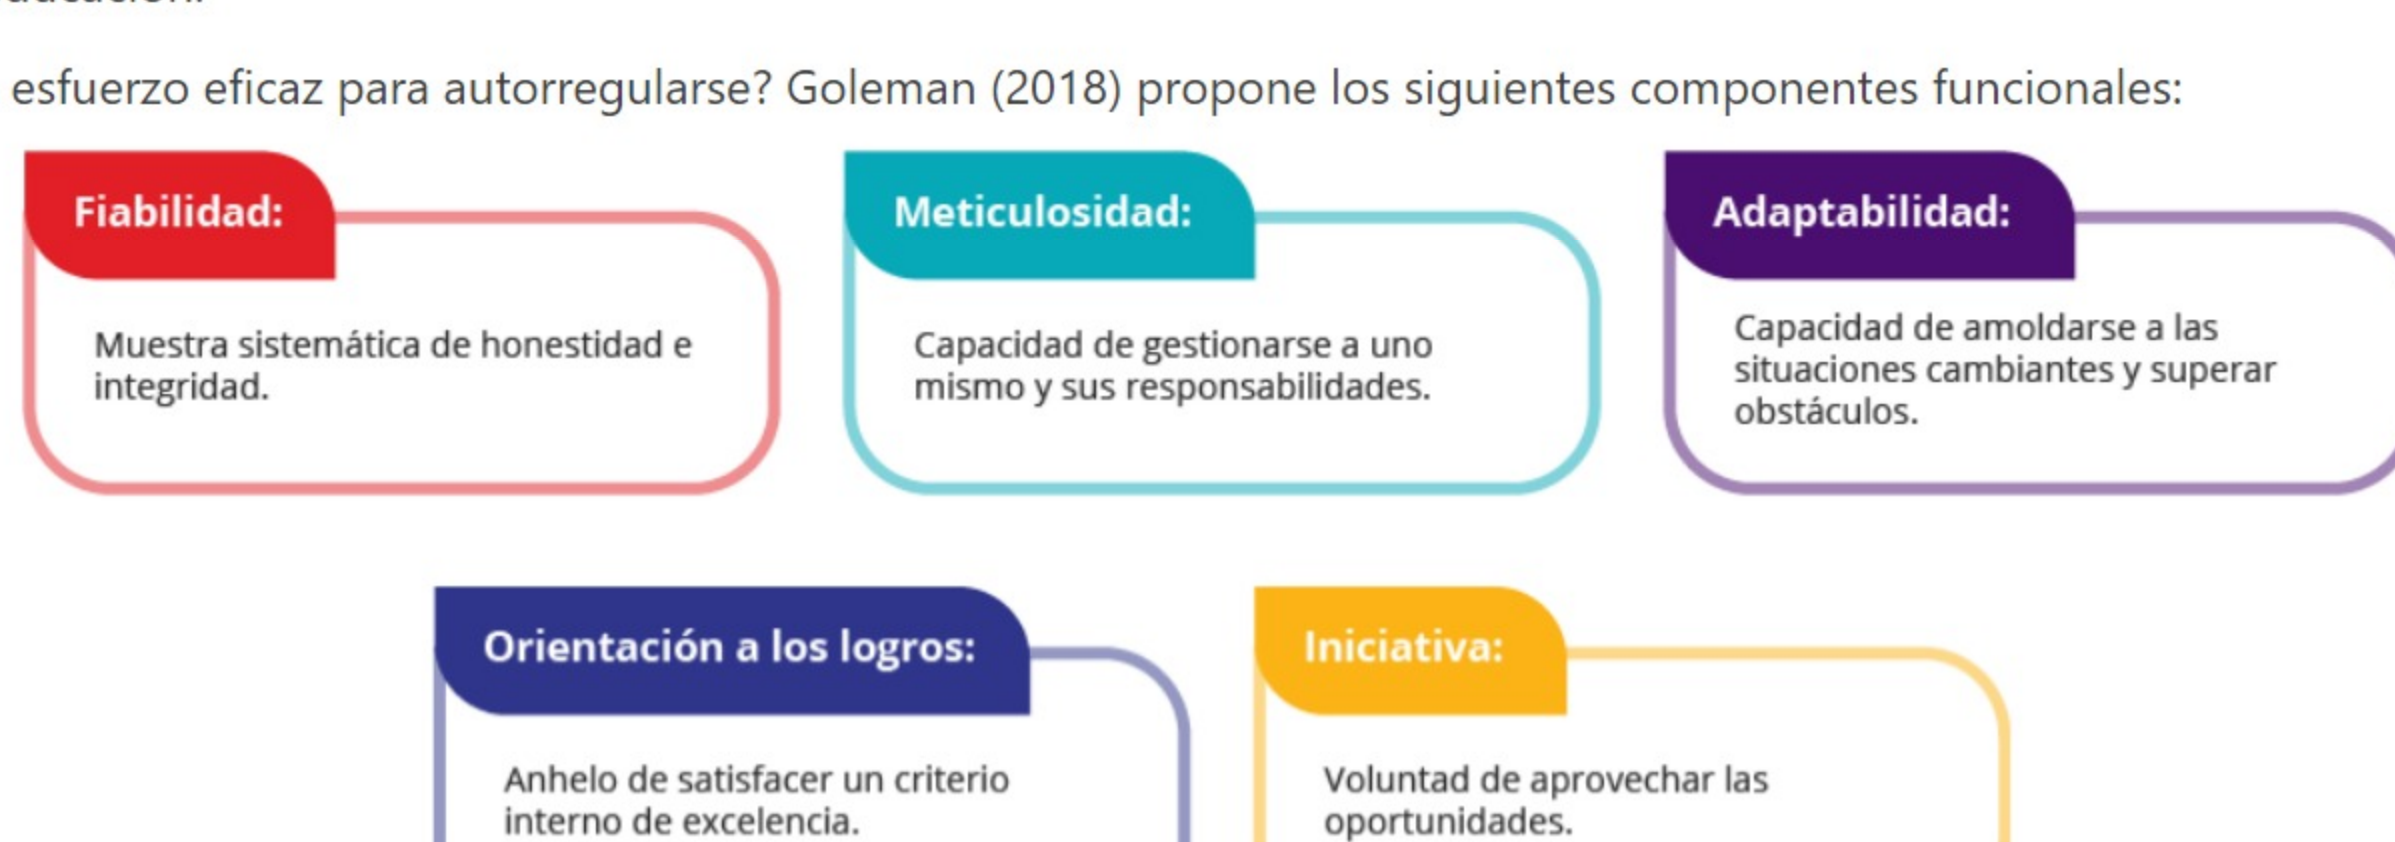 esfuerzo eficaz para autorregularse? Goleman (2018) propone los siguientes componentes funcionales:
Fiabilidad:
Muestra sistemática de honestidad e
integridad.
Meticulosidad:
Capacidad de gestionarse a uno
mismo y sus responsabilidades.
Adaptabilidad:
Capacidad de amoldarse a las
situaciones cambiantes y superar
obstáculos.
Orientación a los logros:
Anhelo de satisfacer un criterio
interno de excelencia.
Iniciativa:
Voluntad de aprovechar las
oportunidades.